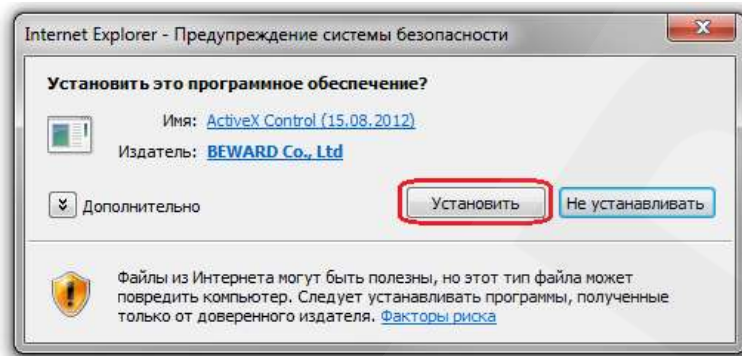 Internet Explorer - Предупреждение системы безопасности
Установить это программное обеспечение?
Имя: ActiveX Control (15.08.2012)
Издатель: BEWARD Co., Ltd
Дополнительно
Установить
Не устанавливать
Файлы из Интернета могут быть полезны, но этот тип файла может
повредить компьютер. Следует устанавливать программы, полученные
только от доверенного издателя. Факторы риска